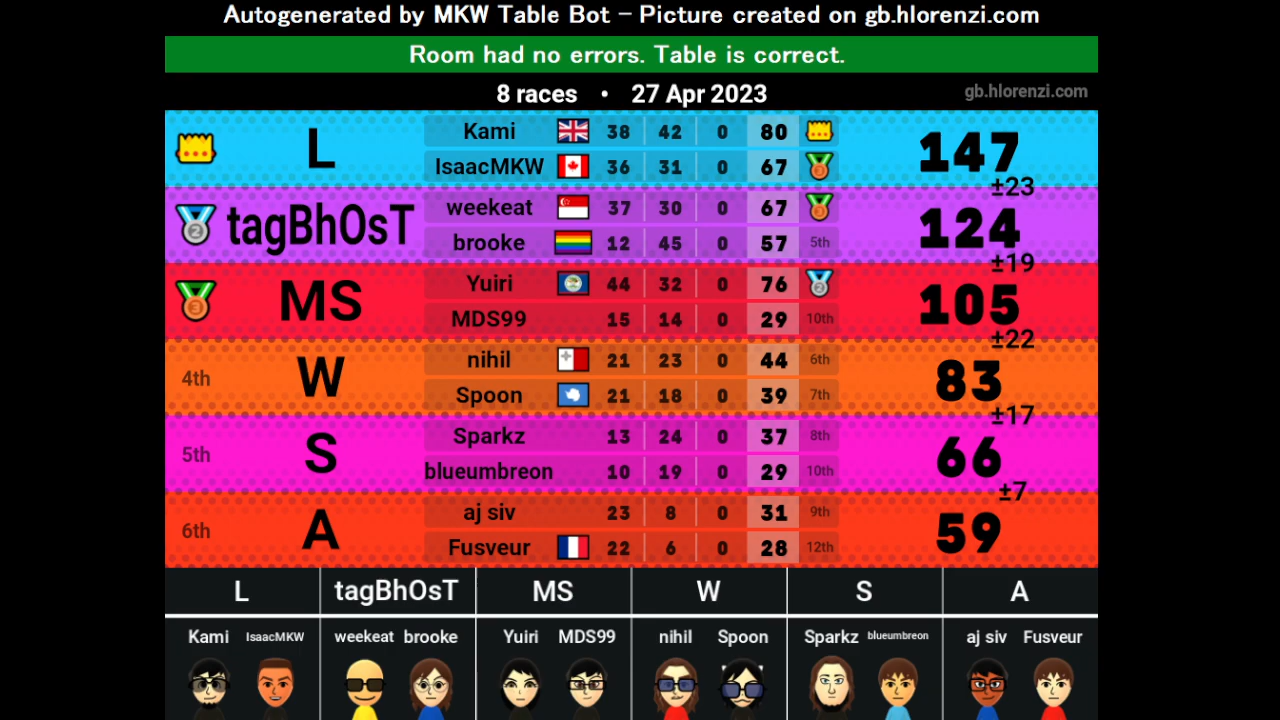 Autogenerated by MKW Table Bot – Picture created on gb.hlorenzi.com
Room had no errors. Table is correct.
8 races • 27 Apr 2023
gb.hlorenzi.com
L
Kami 38 42 0 80
IsaacMKW 36 31 0 67 3
147
±23
2 tagBhOsT
weekeat 37 30 0 67 3
brooke 12 45 0 57 5th
124
±19
3 MS
Yuiri 44 32 0 76 2
MDS99 15 14 0 29 10th
105
±22
4th W
nihil 21 23 0 44 6th
Spoon 21 18 0 39 7th
83
±17
5th S
Sparkz 13 24 0 37 8th
blueumbreon 10 19 0 29 10th
66
±7
6th A
aj siv 23 8 0 31 9th
Fusveur 22 6 0 28 12th
59
L tagBhOsT MS W S A
Kami IsaacMKW weekeat brooke Yuiri MDS99 nihil Spoon Sparkz blueumbreon aj siv Fusveur